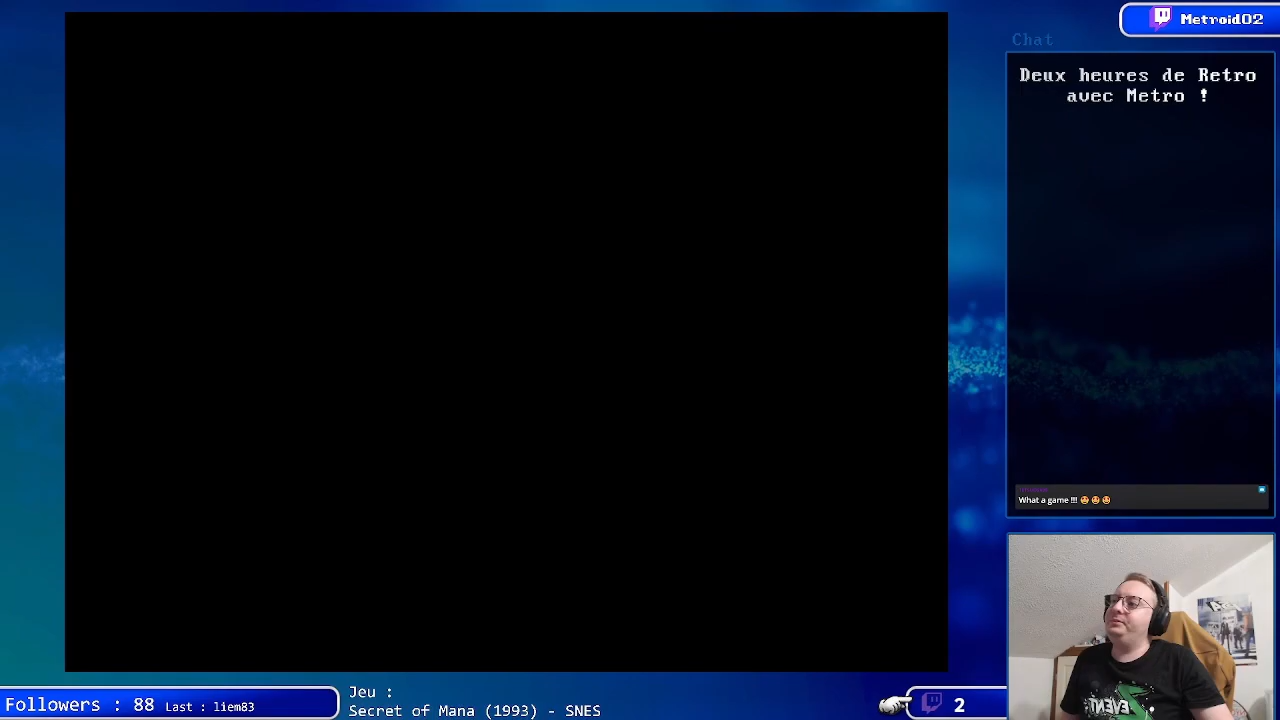 Metroid02
Chat
Deux heures de Retro
avec Metro !
What a game !!!
Followers : 88 Last : liem83
Jeu :
Secret of Mana (1993) - SNES
2